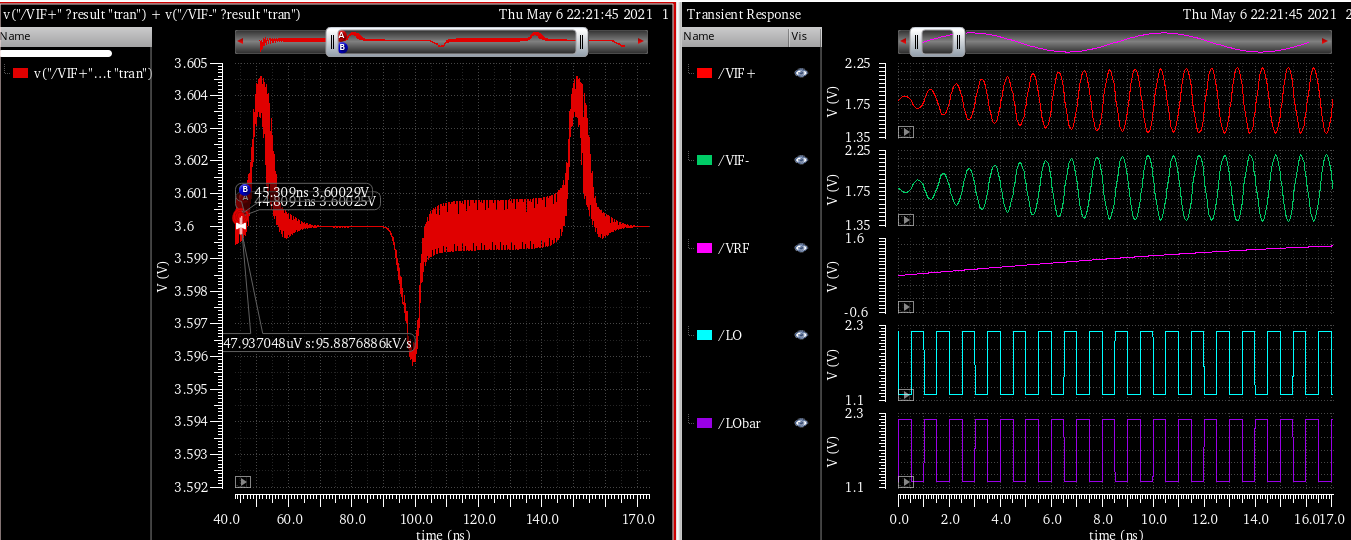 v("/VIF+" ?result "tran") + v("/VIF-" ?result "tran")
Thu May 6 22:21:45 2021 1
Name
v("/VIF+"...t "tran")
A
B
3.605
3.604
3.603
3.602
3.601
3.6
3.599
3.598
3.597
3.596
3.595
3.594
3.593
3.592
V (V)
B
45.309ns 3.60029V
A
44.8091ns 3.60025V
47.937048uV s:95.8876886kV/s
40.0 60.0 80.0 100.0 120.0 140.0 170.0
time (ns)
Transient Response
Thu May 6 22:21:45 2021 2
Name Vis
/VIF+
/VIF-
/VRF
/LO
/LObar
2.25
1.75
1.35
V (V)
2.25
1.75
1.35
V (V)
1.6
-0.6
V (V)
2.3
1.1
V (V)
2.3
1.1
V (V)
0.0 2.0 4.0 6.0 8.0 10.0 12.0 14.0 16.017.0
time (ns)